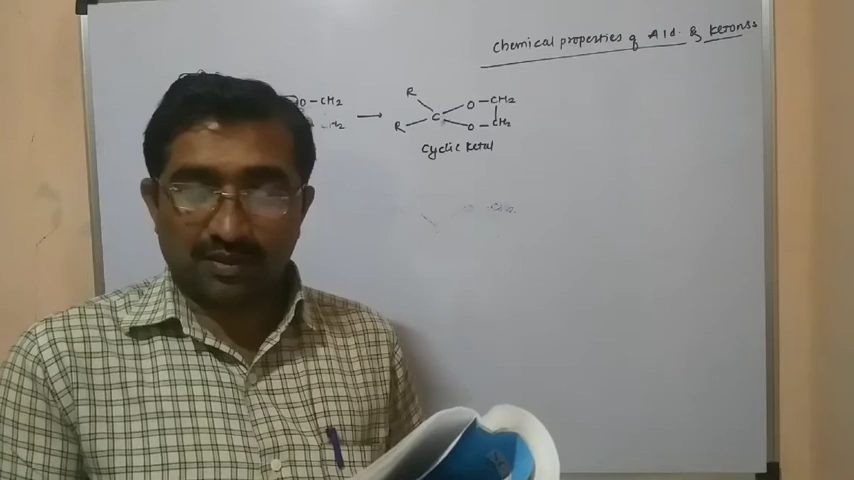 Chemical properties of Ald. & Ketones
O-CH2
CH2
R
R
C
O-CH2
O-CH2
Cyclic Ketal